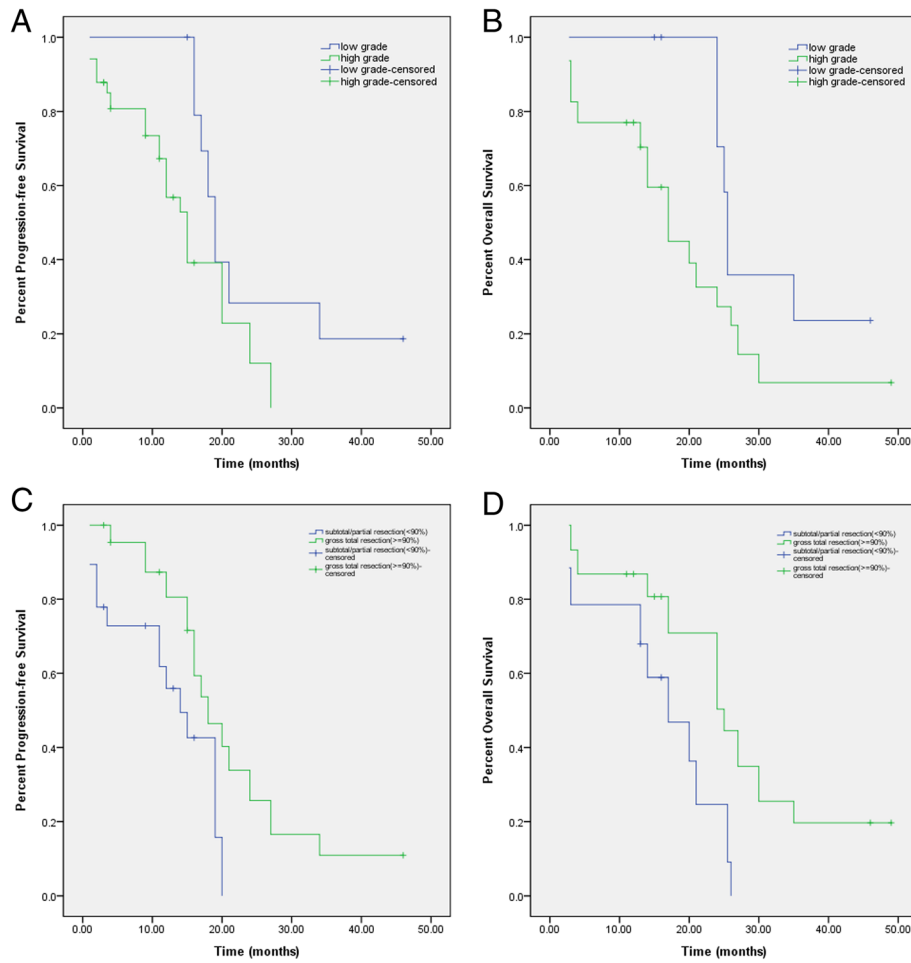 A
1.0
0.8
0.6
0.4
0.2
0.0
0.00 10.00 20.00 30.00 40.00 50.00
Percent Progression-free Survival
Time (months)
low grade
high grade
low grade-censored
high grade-censored
B
1.0
0.8
0.6
0.4
0.2
0.0
0.00 10.00 20.00 30.00 40.00 50.00
Percent Overall Survival
Time (months)
low grade
high grade
low grade-censored
high grade-censored
C
1.0
0.8
0.6
0.4
0.2
0.0
0.00 10.00 20.00 30.00 40.00 50.00
Percent Progression-free Survival
Time (months)
subtotal/partial resection(<90%)
gross total resection(>=90%)
subtotal/partial resection(<90%)-
censored
gross total resection(>=90%)-
censored
D
1.0
0.8
0.6
0.4
0.2
0.0
0.00 10.00 20.00 30.00 40.00 50.00
Percent Overall Survival
Time (months)
subtotal/partial resection(<90%)
gross total resection(>=90%)
subtotal/partial resection(<90%)-
censored
gross total resection(>=90%)-
censored